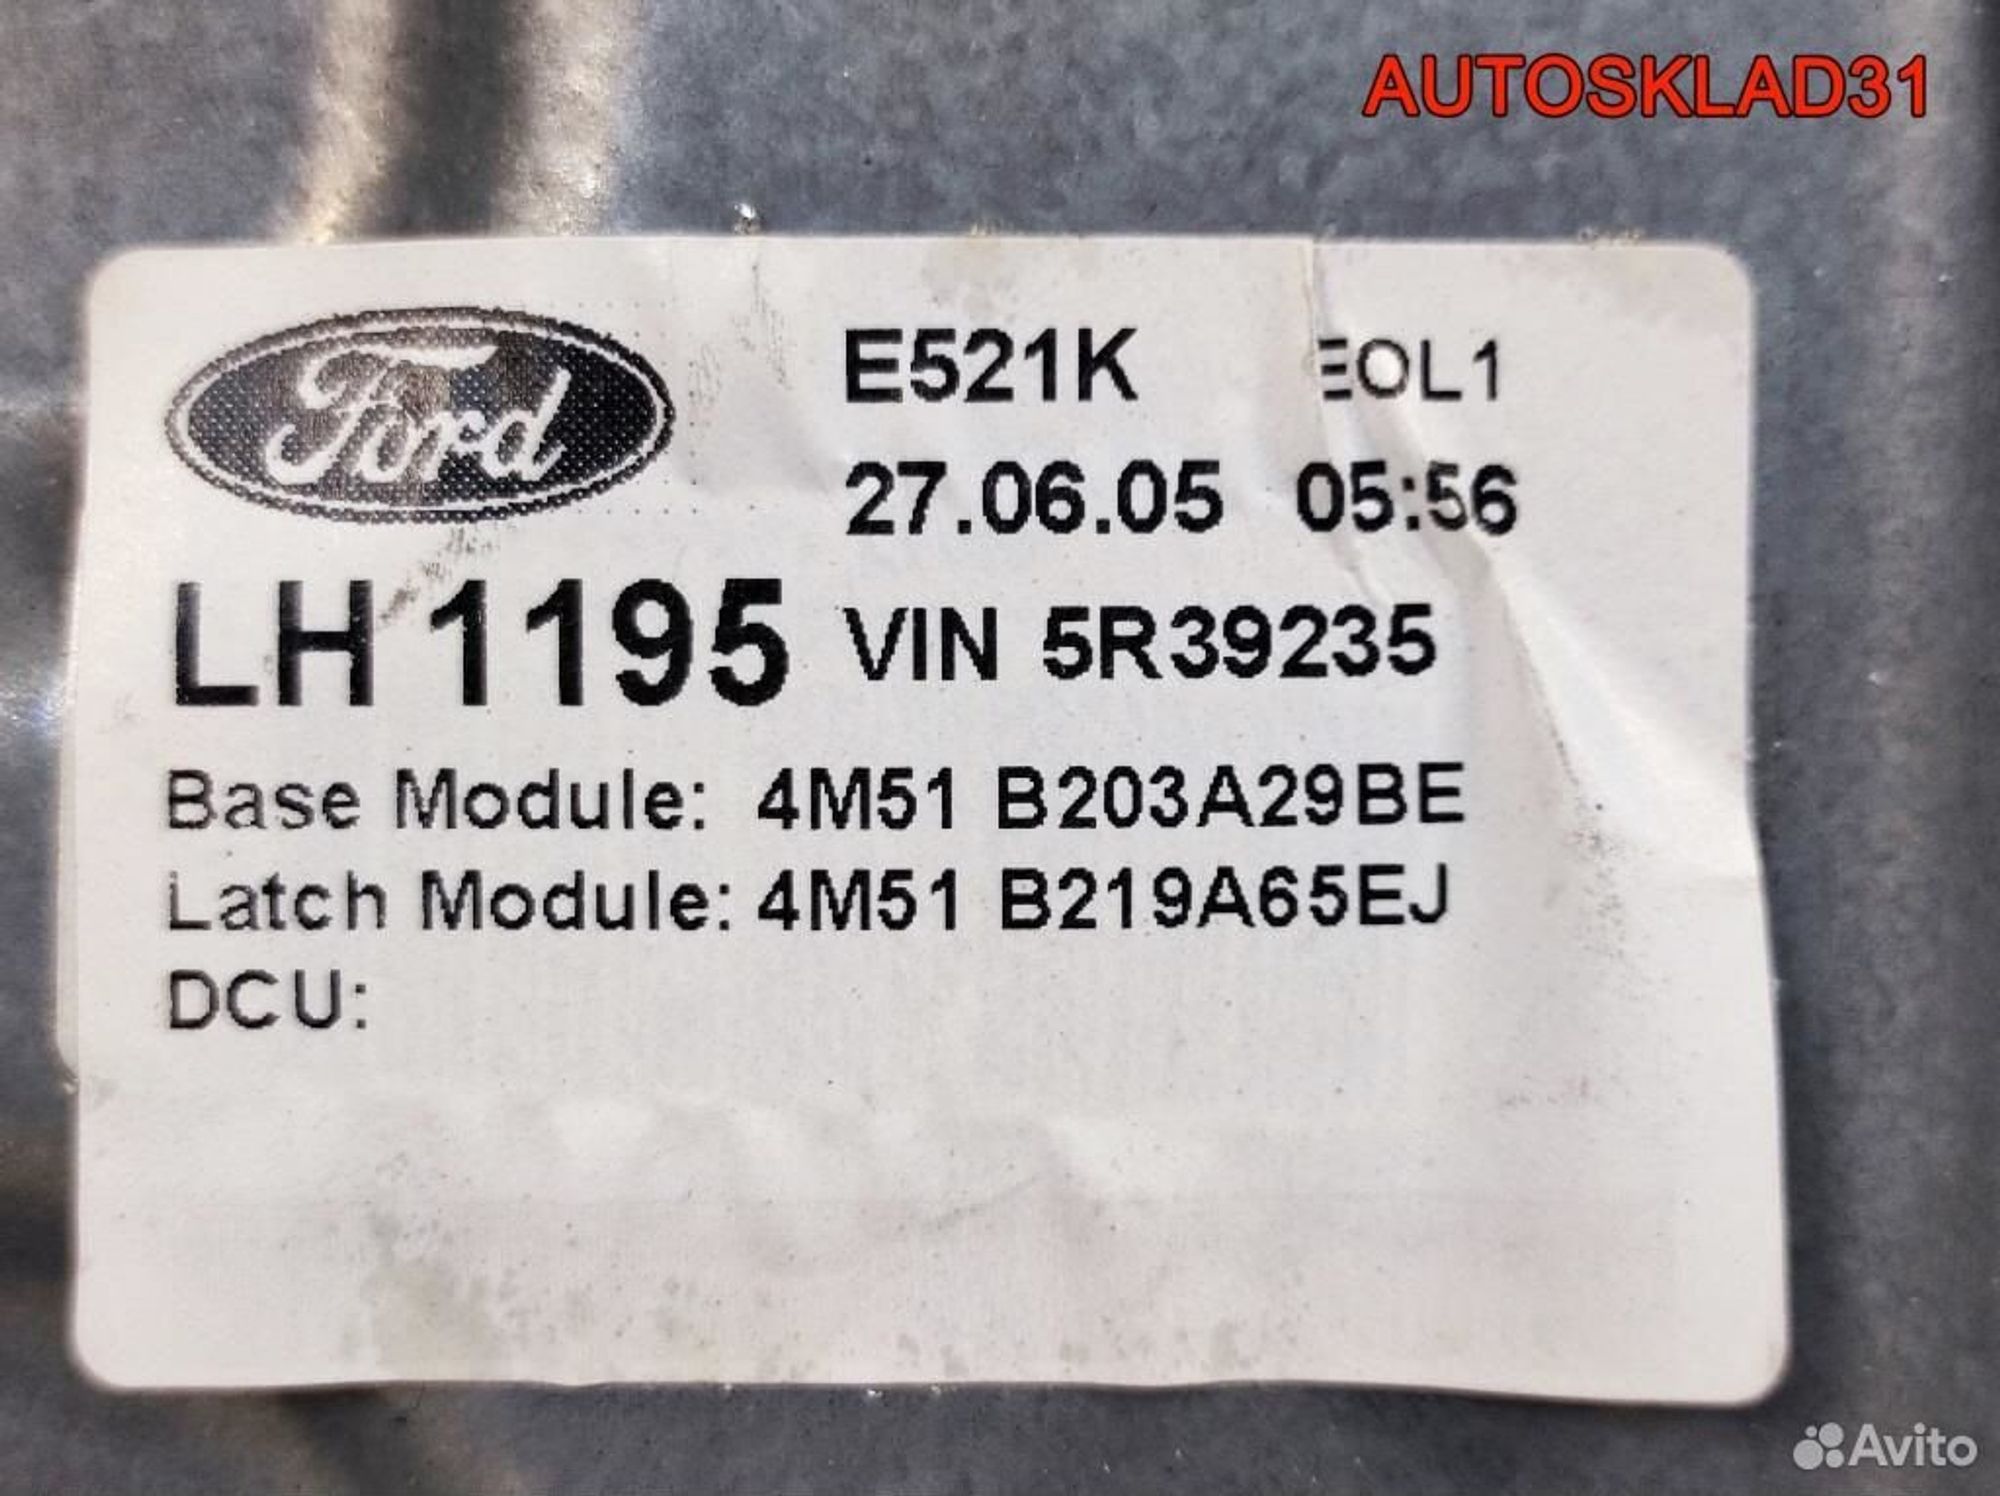 AUTOSKLAD31
Ford
E521K EOL1
27.06.05 05:56
LH 1195 VIN 5R39235
Base Module: 4M51 B203A29BE
Latch Module: 4M51 B219A65EJ
DCU:
Avito